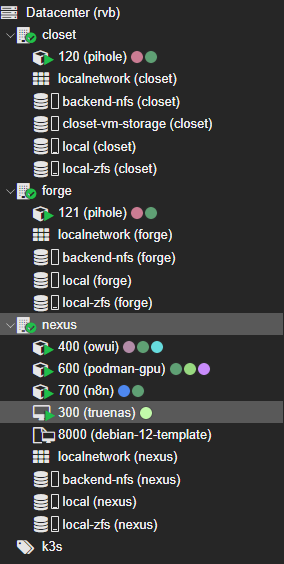 Datacenter (rvb)
closet
120 (pihole)
localnetwork (closet)
backend-nfs (closet)
closet-vm-storage (closet)
local (closet)
local-zfs (closet)
forge
121 (pihole)
localnetwork (forge)
backend-nfs (forge)
local (forge)
local-zfs (forge)
nexus
400 (owui)
600 (podman-gpu)
700 (n8n)
300 (truenas)
8000 (debian-12-template)
localnetwork (nexus)
backend-nfs (nexus)
local (nexus)
local-zfs (nexus)
k3s